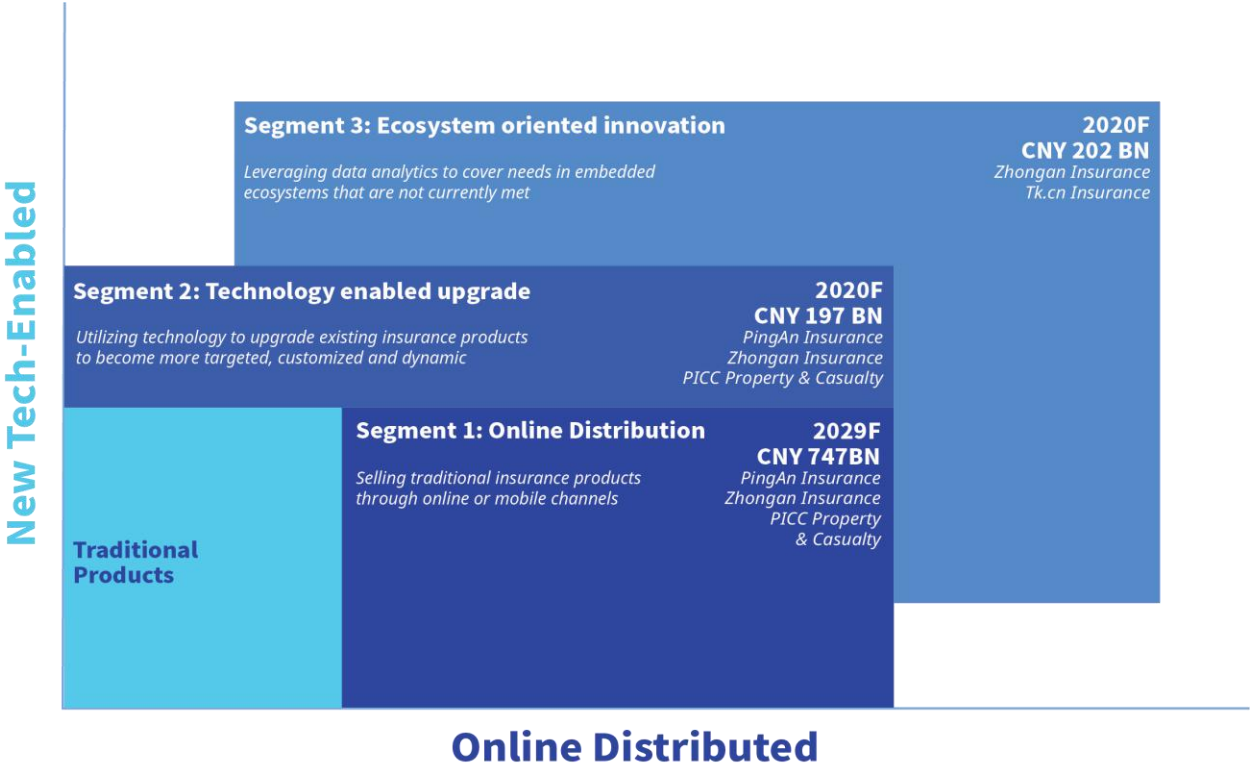 New Tech-Enabled
Segment 3: Ecosystem oriented innovation
Leveraging data analytics to cover needs in embedded
ecosystems that are not currently met
2020F
CNY 202 BN
Zhongan Insurance
Tk.cn Insurance
Segment 2: Technology enabled upgrade
Utilizing technology to upgrade existing insurance products
to become more targeted, customized and dynamic
2020F
CNY 197 BN
PingAn Insurance
Zhongan Insurance
PICC Property & Casualty
Segment 1: Online Distribution
Selling traditional insurance products
through online or mobile channels
2029F
CNY 747BN
PingAn Insurance
Zhongan Insurance
PICC Property
& Casualty
Traditional
Products
Online Distributed